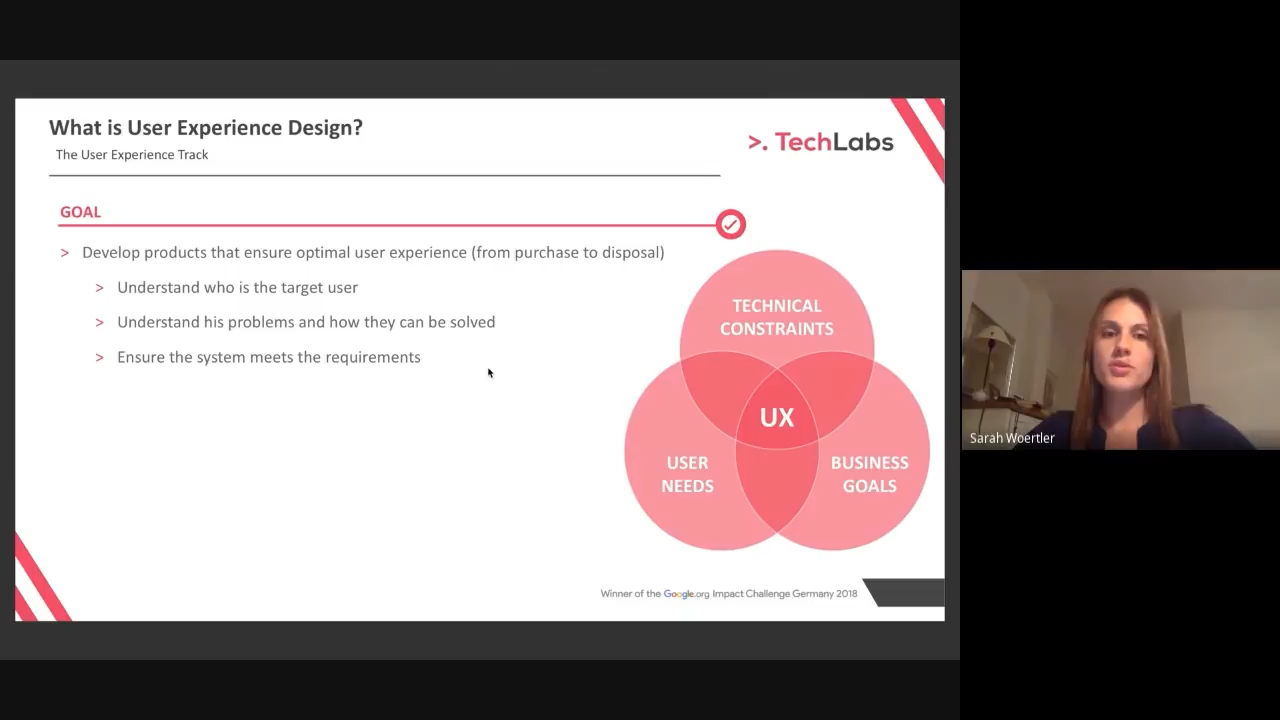 What is User Experience Design?
The User Experience Track
>. TechLabs
GOAL
> Develop products that ensure optimal user experience (from purchase to disposal)
> Understand who is the target user
> Understand his problems and how they can be solved
> Ensure the system meets the requirements
TECHNICAL
CONSTRAINTS
UX
USER
NEEDS
BUSINESS
GOALS
Winner of the Google.org Impact Challenge Germany 2018
Sarah Woertler